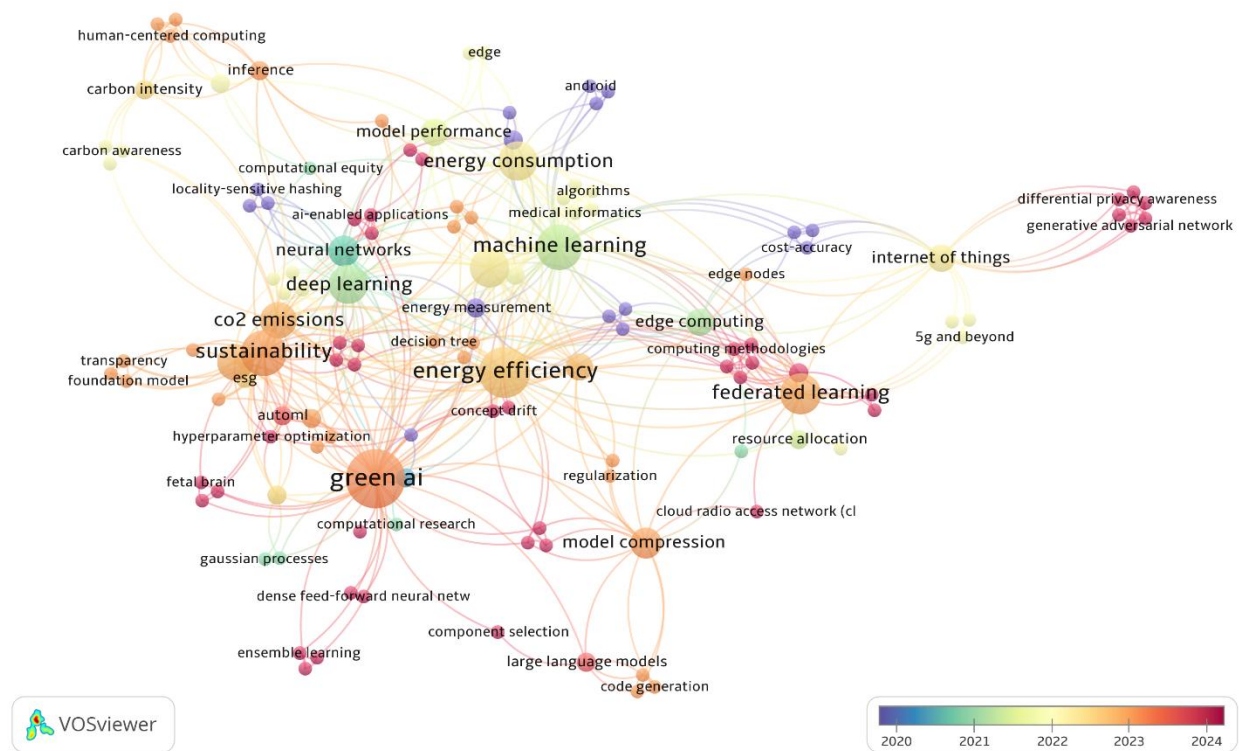 human-centered computing
edge
inference
carbon intensity
android
model performance
carbon awareness
energy consumption
computational equity
locality-sensitive hashing
algorithms
differential privacy awareness
ai-enabled applications
medical informatics
generative adversarial network
neural networks
machine learning
cost-accuracy
internet of things
deep learning
edge nodes
energy measurement
co2 emissions
edge computing
5g and beyond
sustainability
decision tree
computing methodologies
transparency
foundation model
esg
energy efficiency
federated learning
automl
concept drift
hyperparameter optimization
resource allocation
green ai
regularization
fetal brain
computational research
cloud radio access network (cl
gaussian processes
model compression
dense feed-forward neural netw
component selection
ensemble learning
large language models
code generation
VOSviewer
2020 2021 2022 2023 2024